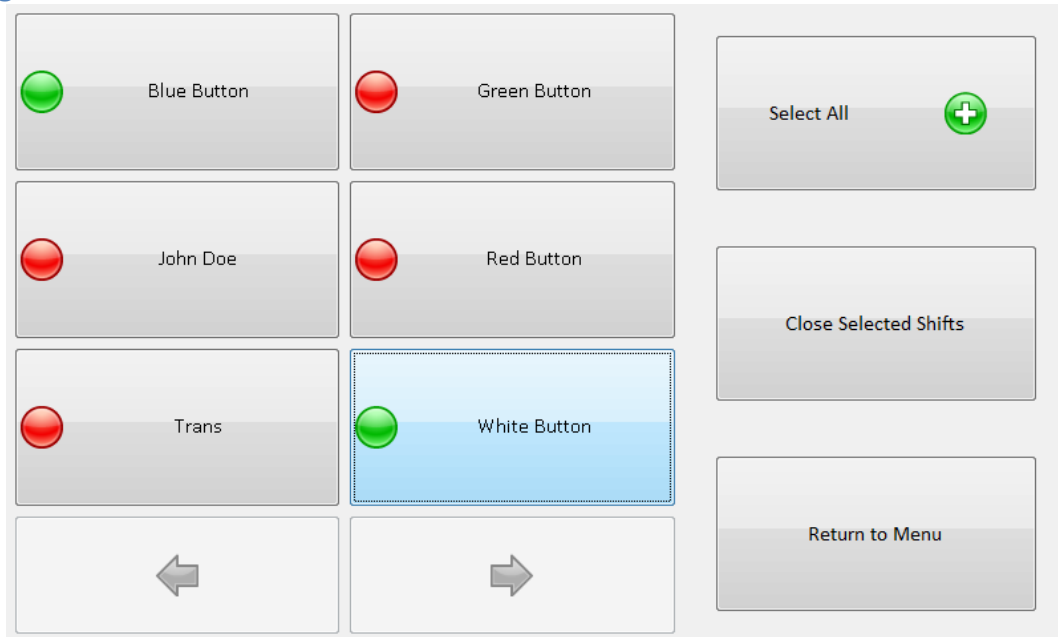 Blue Button
Green Button
Select All
John Doe
Red Button
Close Selected Shifts
Trans
White Button
Return to Menu